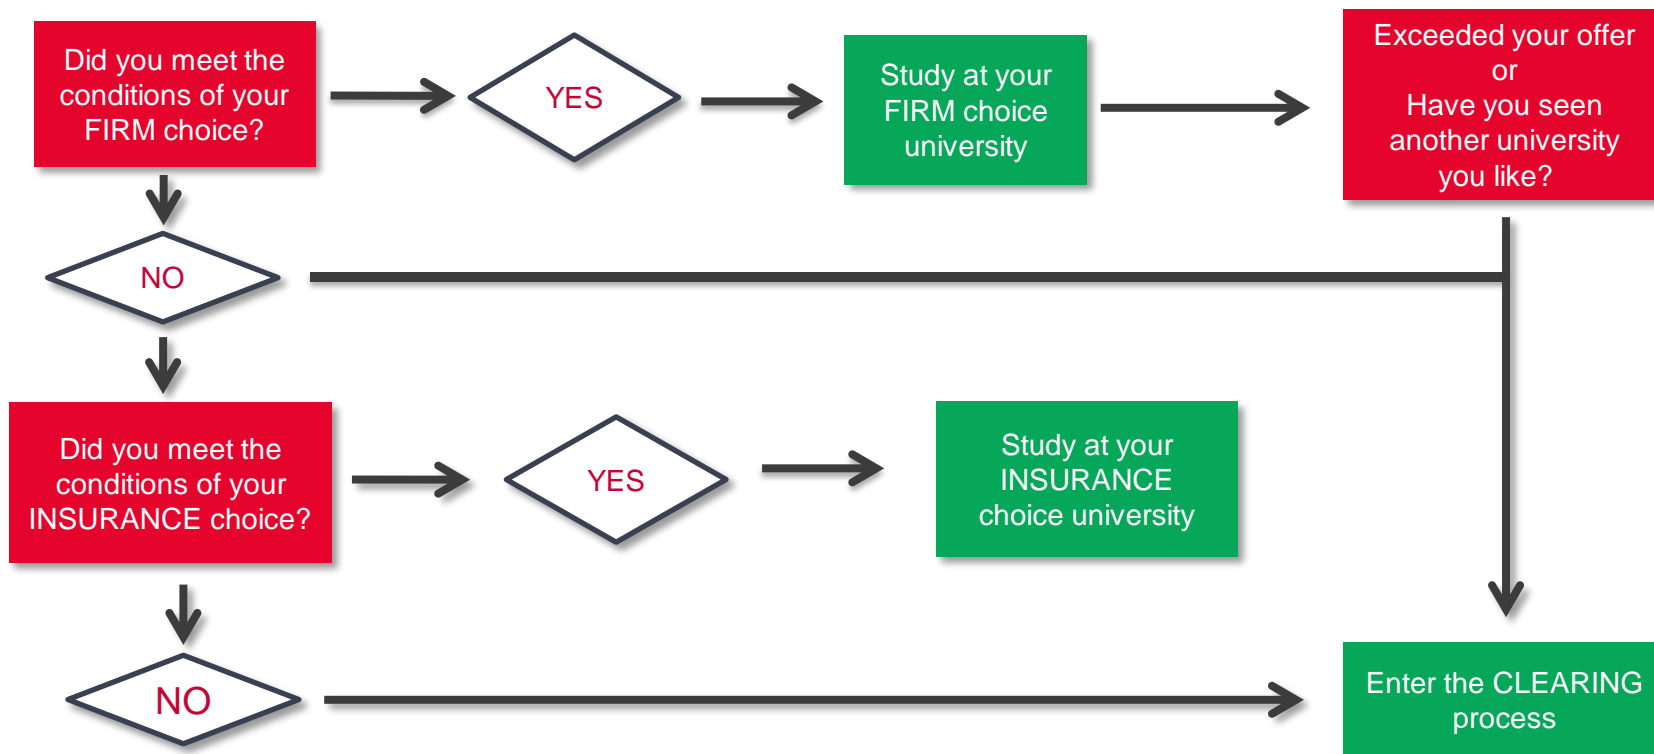 Did you meet the
conditions of your
FIRM choice?
YES
Study at your
FIRM choice
university
Exceeded your offer
or
Have you seen
another university
you like?
NO
Did you meet the
conditions of your
INSURANCE choice?
YES
Study at your
INSURANCE
choice university
NO
Enter the CLEARING
process